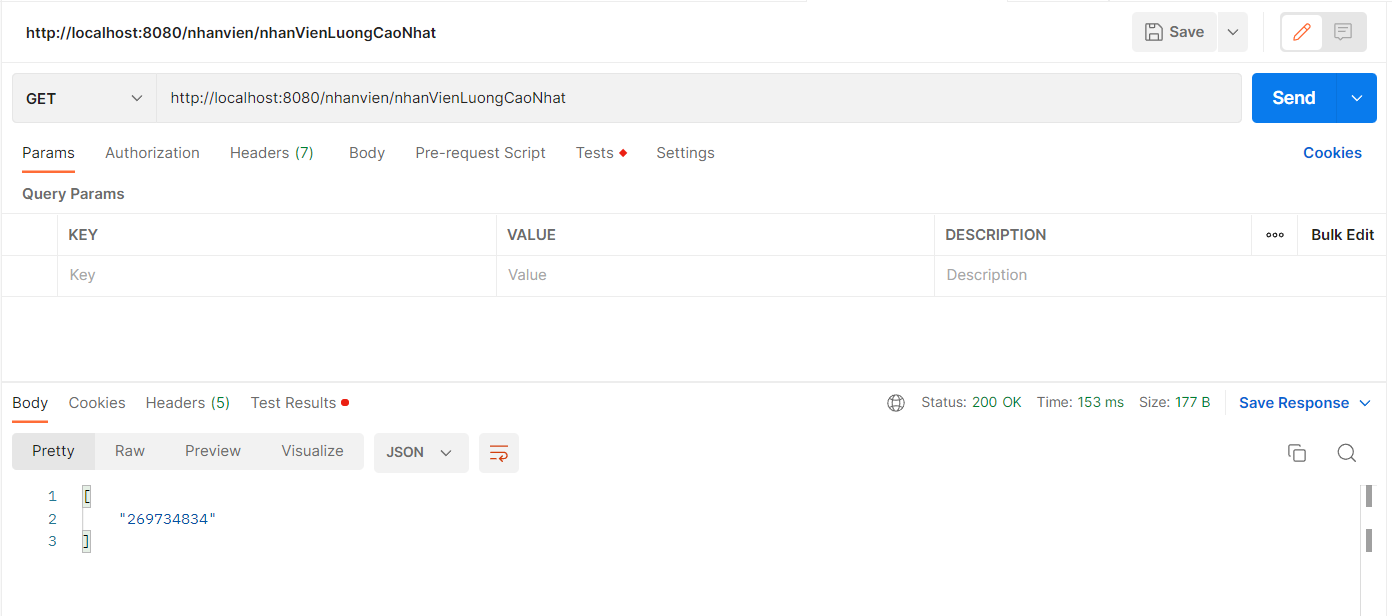 http://localhost:8080/nhanvien/nhanVienLuongCaoNhat Save
GET http://localhost:8080/nhanvien/nhanVienLuongCaoNhat Send
Params Authorization Headers (7) Body Pre-request Script Tests Settings Cookies
Query Params
KEY VALUE DESCRIPTION Bulk Edit
Key Value Description
Body Cookies Headers (5) Test Results Status: 200 OK Time: 153 ms Size: 177 B Save Response
Pretty Raw Preview Visualize JSON
1 [
2 "269734834"
3 ]